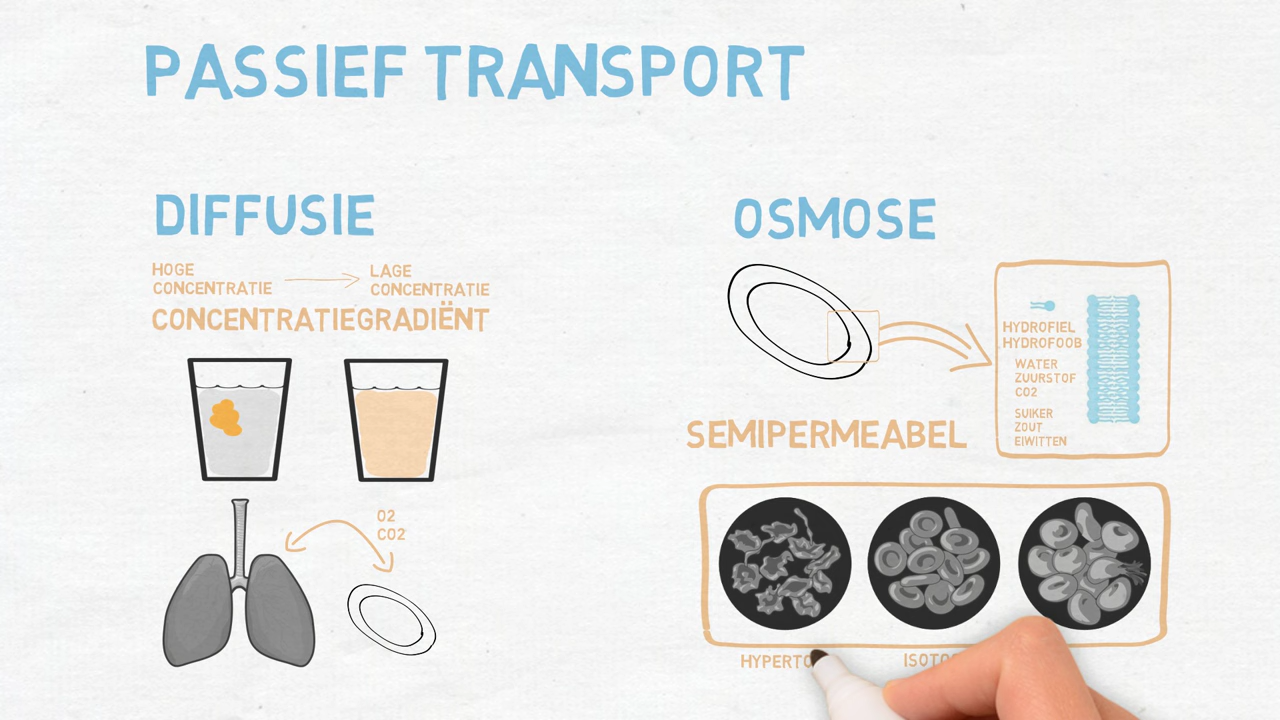 PASSIEF TRANSPORT
DIFFUSIE
HOGE
CONCENTRATIE
LAGE
CONCENTRATIE
CONCENTRATIEGRADIËNT
O2
CO2
OSMOSE
HYDROFIEL
HYDROFOOB
WATER
ZUURSTOF
CO2
SUIKER
ZOUT
EIWITTEN
SEMIPERMEABEL